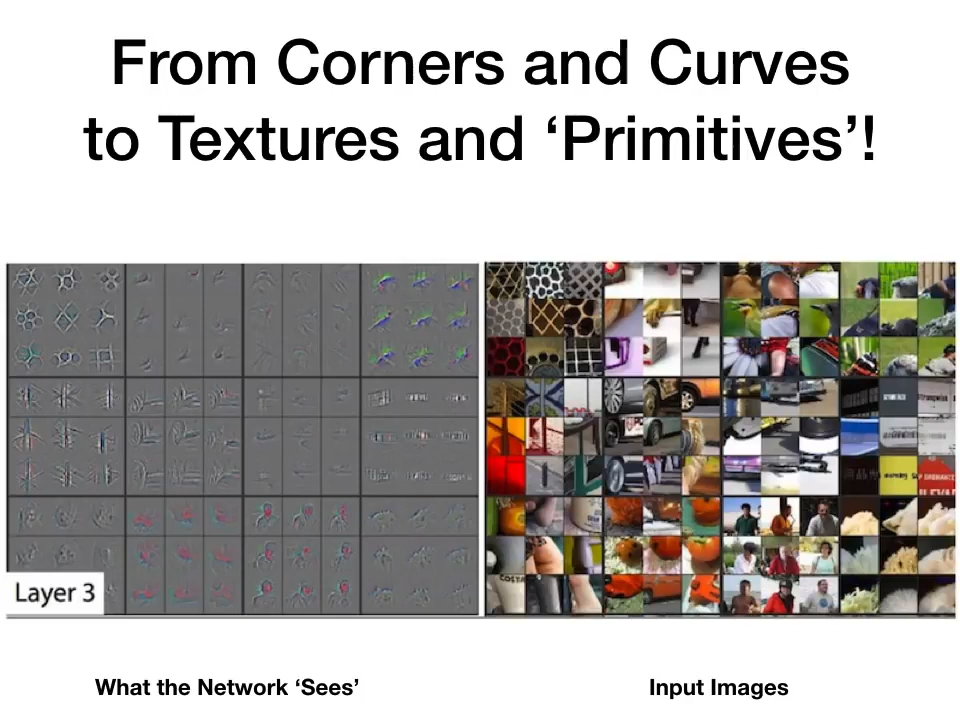 From Corners and Curves
to Textures and ‘Primitives’!
Layer 3
What the Network ‘Sees’
Input Images